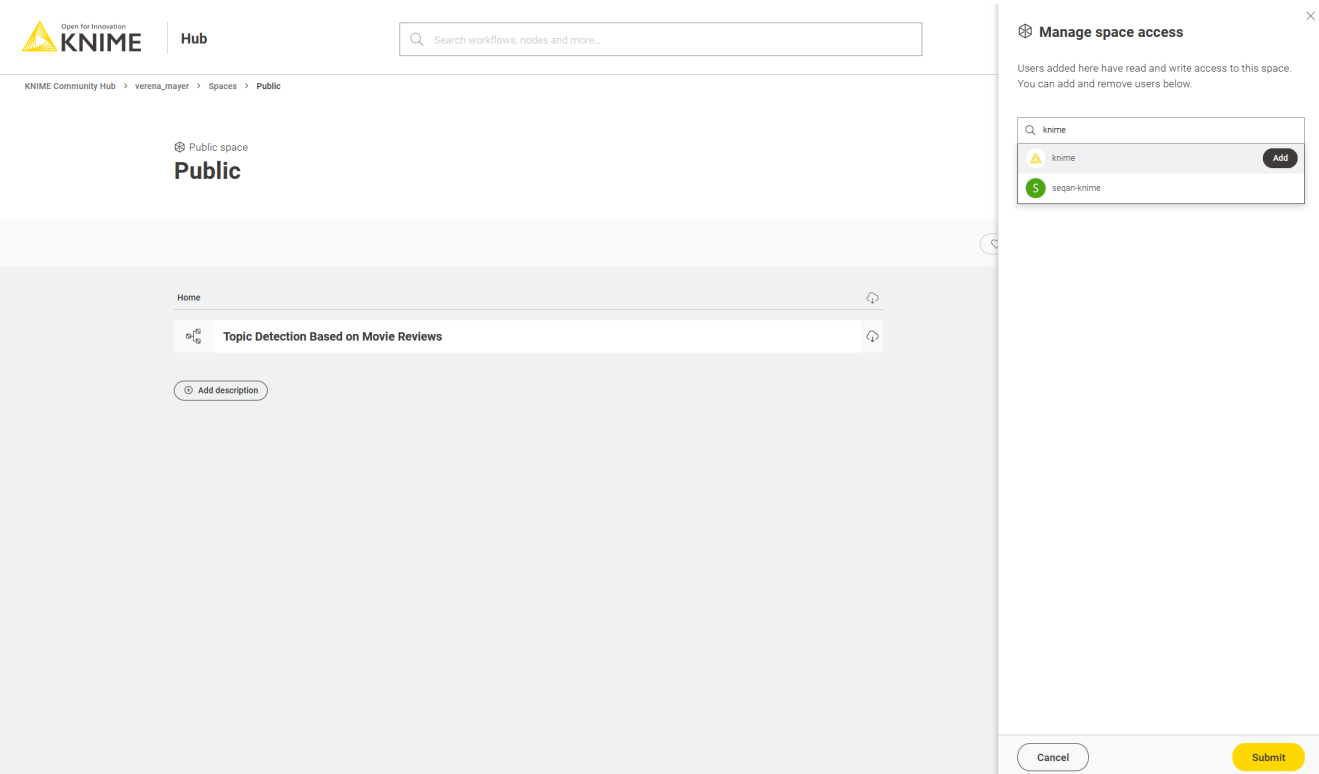 Open for Innovation
KNIME
Hub
Search workflows, nodes and more...
KNIME Community Hub > verena_mayer > Spaces > Public
Public space
Public
Home
Topic Detection Based on Movie Reviews
Add description
Manage space access
Users added here have read and write access to this space.
You can add and remove users below.
knime
knime
Add
S
seqan-knime
Cancel
Submit